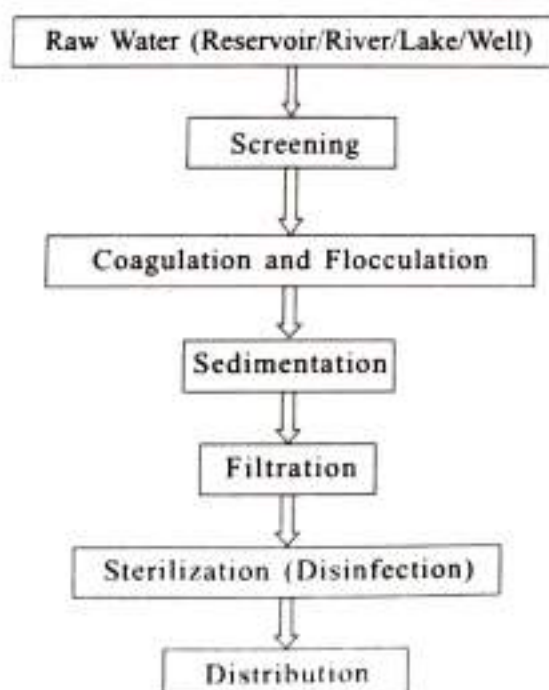 Raw Water (Reservoir/River/Lake/Well)
Screening
Coagulation and Flocculation
Sedimentation
Filtration
Sterilization (Disinfection)
Distribution